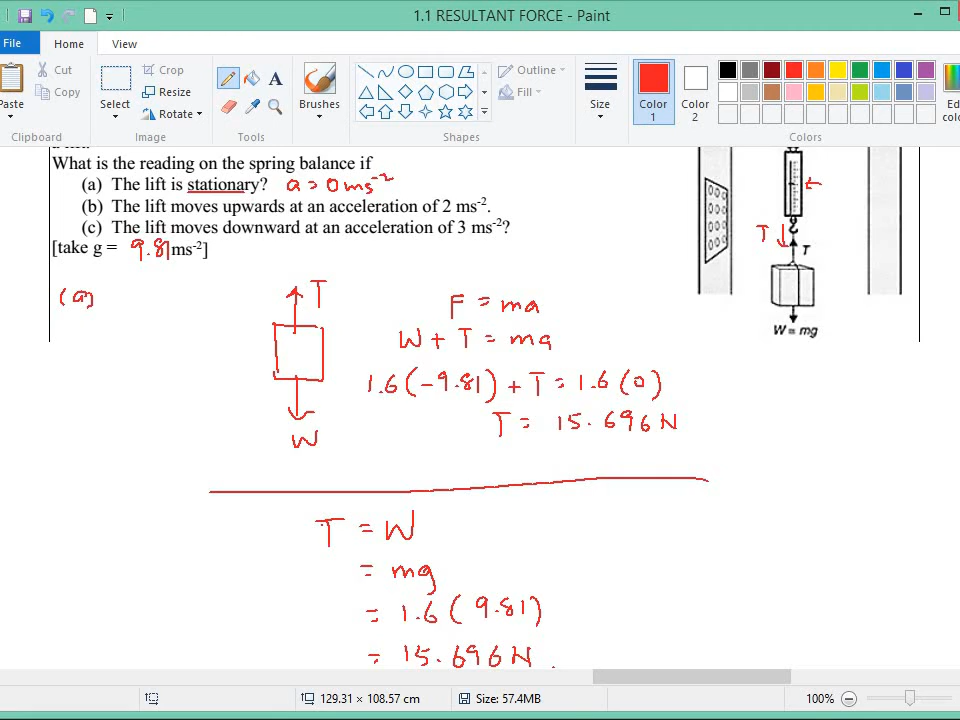 1.1 RESULTANT FORCE - Paint
File
Home
View
Paste
Cut
Copy
Clipboard
Select
Crop
Resize
Rotate
Image
A
Tools
Brushes
Outline
Fill
Shapes
Size
Color 1
Color 2
Colors
What is the reading on the spring balance if
(a) The lift is stationary? a = 0 ms⁻²
(b) The lift moves upwards at an acceleration of 2 ms⁻².
(c) The lift moves downward at an acceleration of 3 ms⁻²?
[take g = 9.81 ms⁻²]
T
T
W = mg
(a)
T
W
F = ma
W + T = ma
1.6(-9.81) + T = 1.6(0)
T = 15.696 N
T = W
= mg
= 1.6(9.81)
= 15.696 N
129.31 × 108.57 cm
Size: 57.4MB
100%